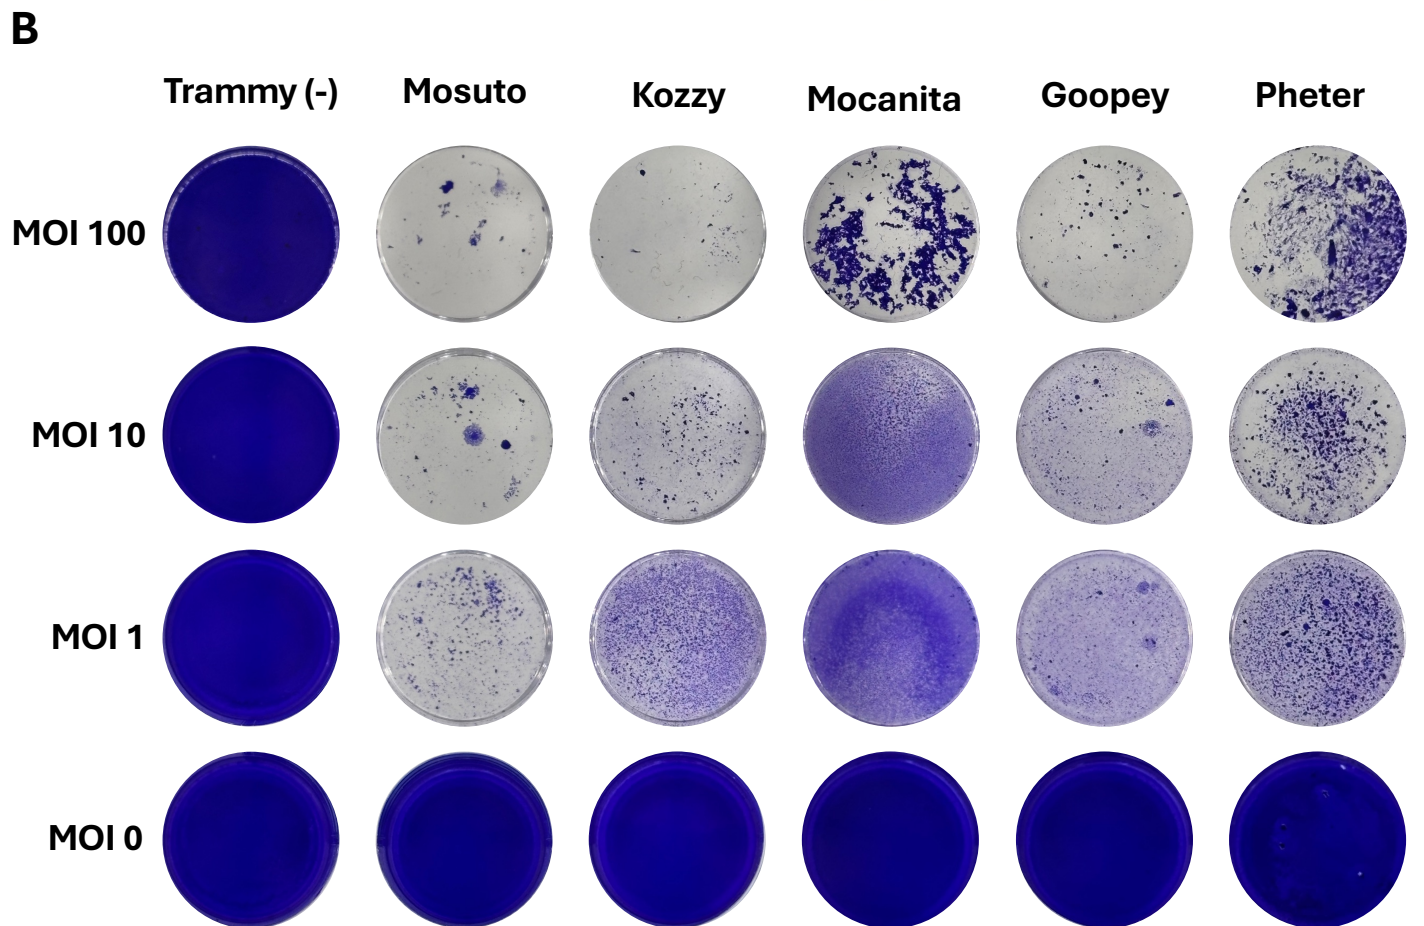 B
Trammy (-) Mosuto Kozzy Mocanita Goopey Pheter
MOI 100
MOI 10
MOI 1
MOI 0